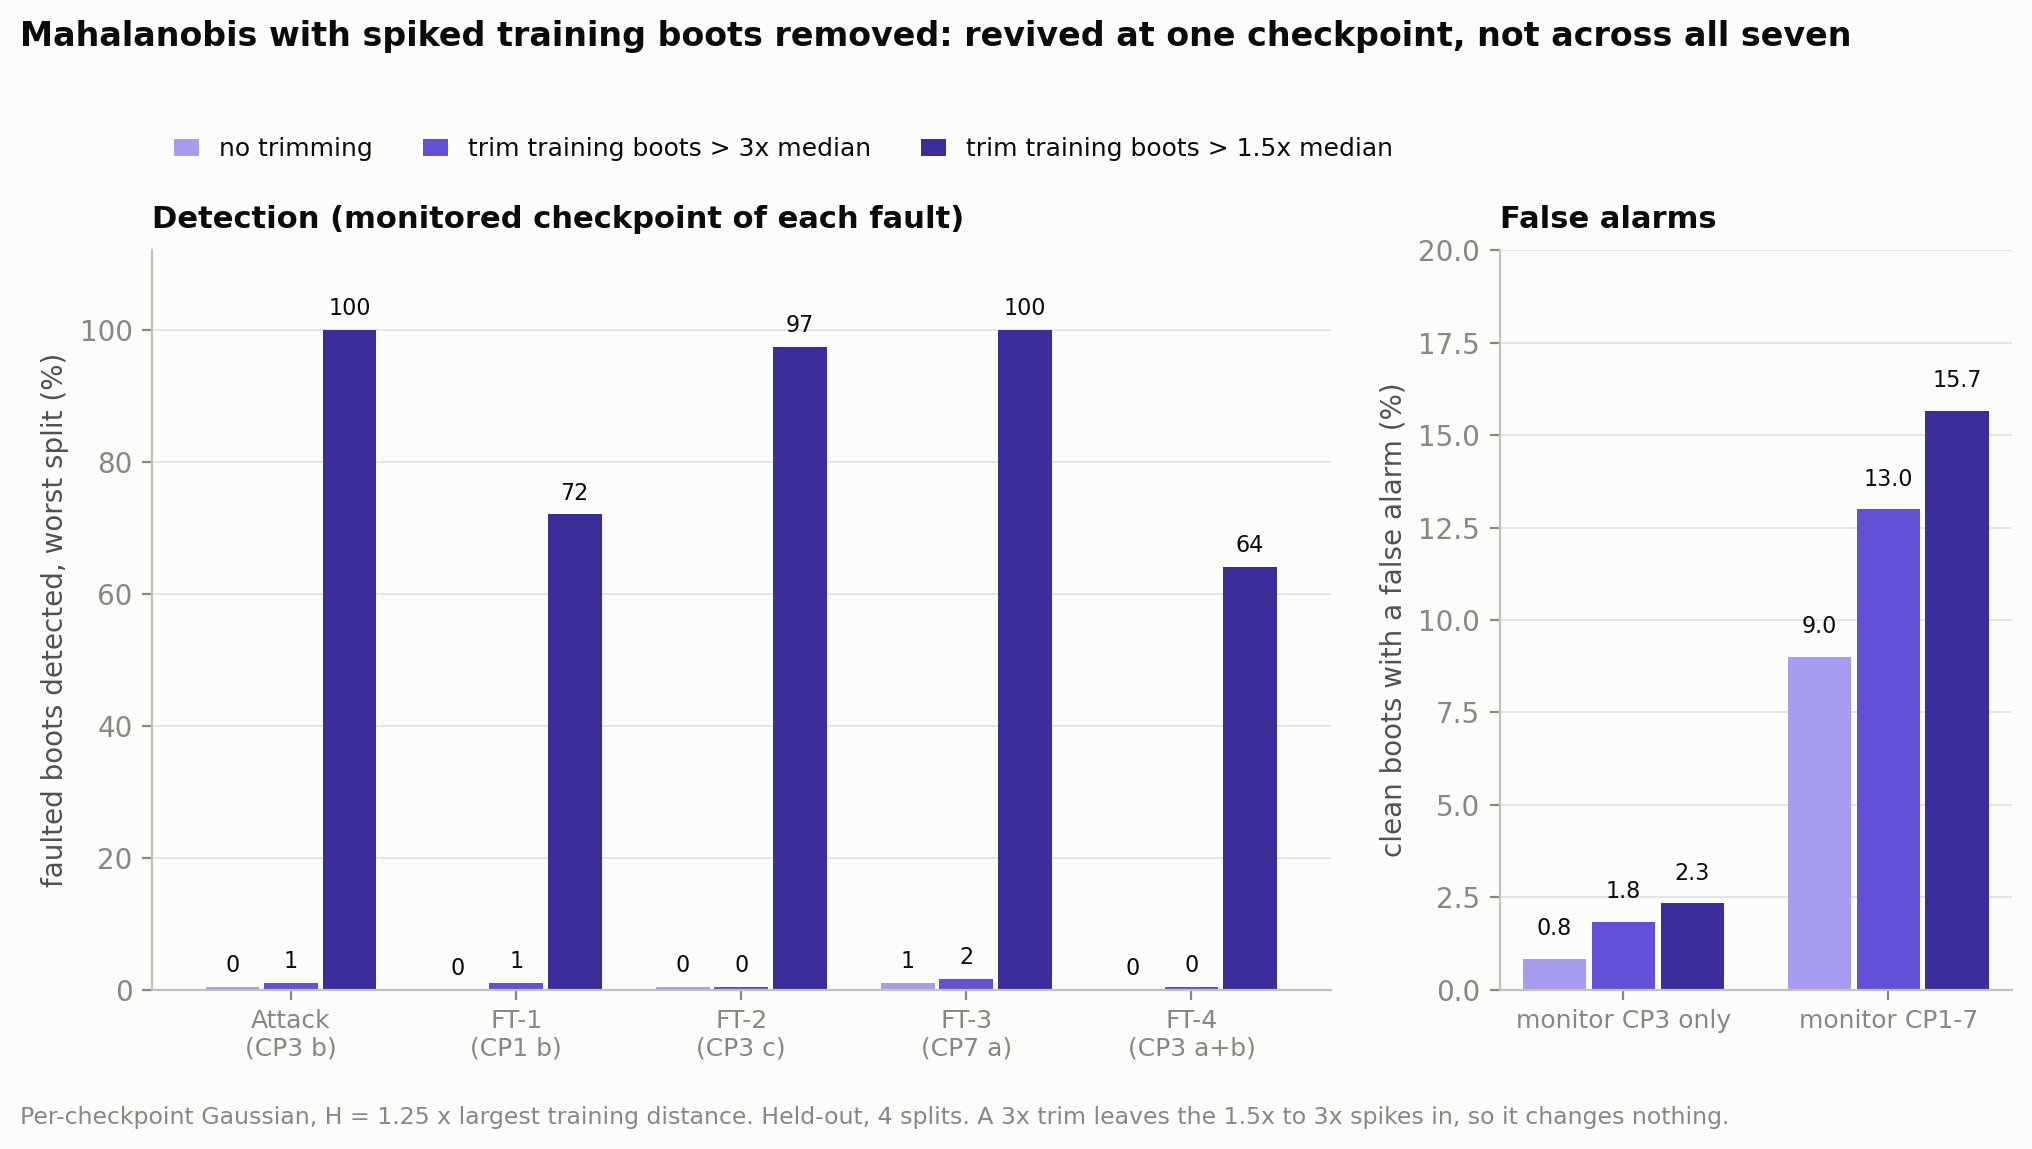 Mahalanobis with spiked training boots removed: revived at one checkpoint, not across all seven
no trimming
trim training boots > 3x median
trim training boots > 1.5x median
Detection (monitored checkpoint of each fault)
faulted boots detected, worst split (%)
100
80
60
40
20
0
0
1
100
0
1
72
0
0
97
1
2
100
0
0
64
Attack
(CP3 b)
FT-1
(CP1 b)
FT-2
(CP3 c)
FT-3
(CP7 a)
FT-4
(CP3 a+b)
False alarms
clean boots with a false alarm (%)
20.0
17.5
15.0
12.5
10.0
7.5
5.0
2.5
0.0
0.8
1.8
2.3
9.0
13.0
15.7
monitor CP3 only
monitor CP1-7
Per-checkpoint Gaussian, H = 1.25 x largest training distance. Held-out, 4 splits. A 3x trim leaves the 1.5x to 3x spikes in, so it changes nothing.